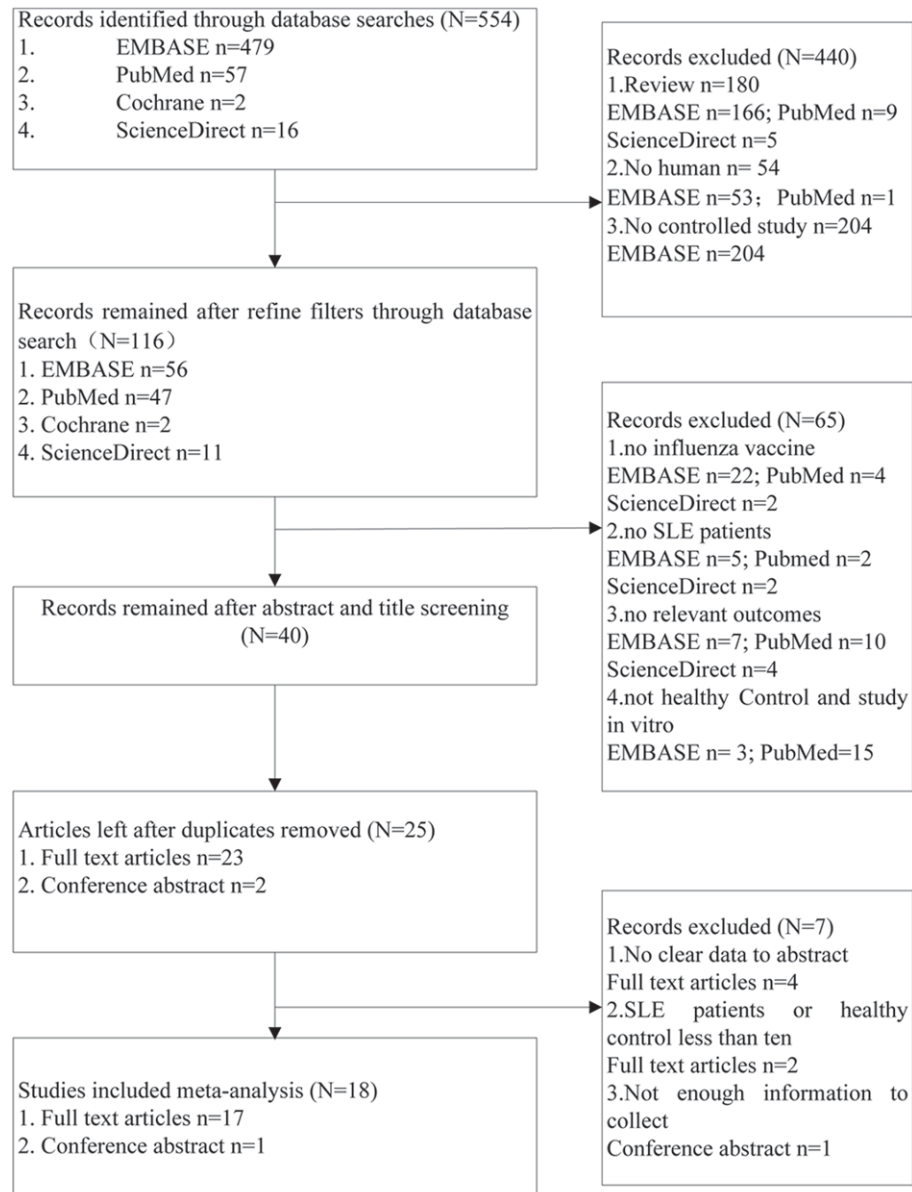 Records identified through database searches (N=554)
1. EMBASE n=479
2. PubMed n=57
3. Cochrane n=2
4. ScienceDirect n=16
Records excluded (N=440)
1.Review n=180
EMBASE n=166; PubMed n=9
ScienceDirect n=5
2.No human n= 54
EMBASE n=53；PubMed n=1
3.No controlled study n=204
EMBASE n=204
Records remained after refine filters through database
search（N=116）
1. EMBASE n=56
2. PubMed n=47
3. Cochrane n=2
4. ScienceDirect n=11
Records excluded (N=65)
1.no influenza vaccine
EMBASE n=22; PubMed n=4
ScienceDirect n=2
2.no SLE patients
EMBASE n=5; Pubmed n=2
ScienceDirect n=2
3.no relevant outcomes
EMBASE n=7; PubMed n=10
ScienceDirect n=4
4.not healthy Control and study
in vitro
EMBASE n= 3; PubMed=15
Records remained after abstract and title screening
(N=40)
Articles left after duplicates removed (N=25)
1. Full text articles n=23
2. Conference abstract n=2
Records excluded (N=7)
1.No clear data to abstract
Full text articles n=4
2.SLE patients or healthy
control less than ten
Full text articles n=2
3.Not enough information to
collect
Conference abstract n=1
Studies included meta-analysis (N=18)
1. Full text articles n=17
2. Conference abstract n=1